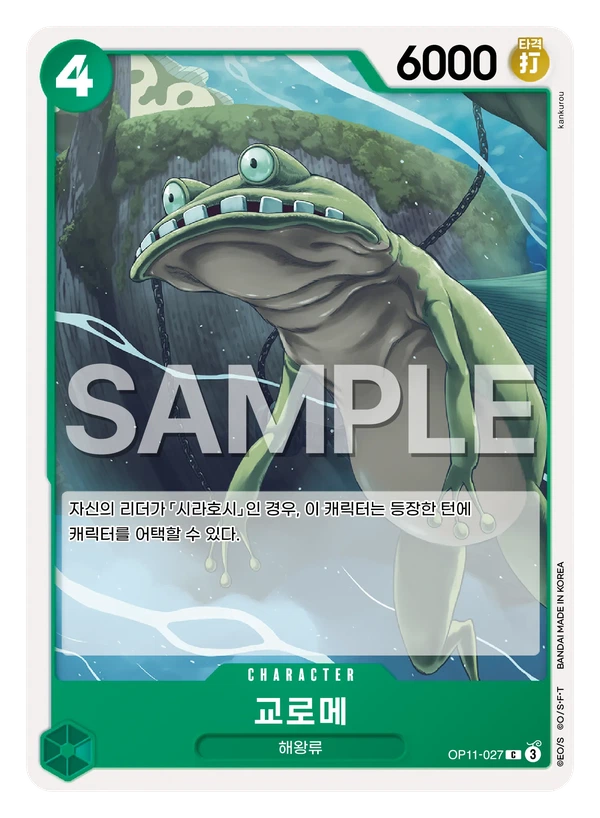 4
6000
타격
打
kankurou
SAMPLE
자신의 리더가 「시라호시」인 경우, 이 캐릭터는 등장한 턴에
캐릭터를 어택할 수 있다.
CHARACTER
교로메
해왕류
OP11-027 C 3
©EO/S ©O/S·F·T BANDAI MADE IN KOREA